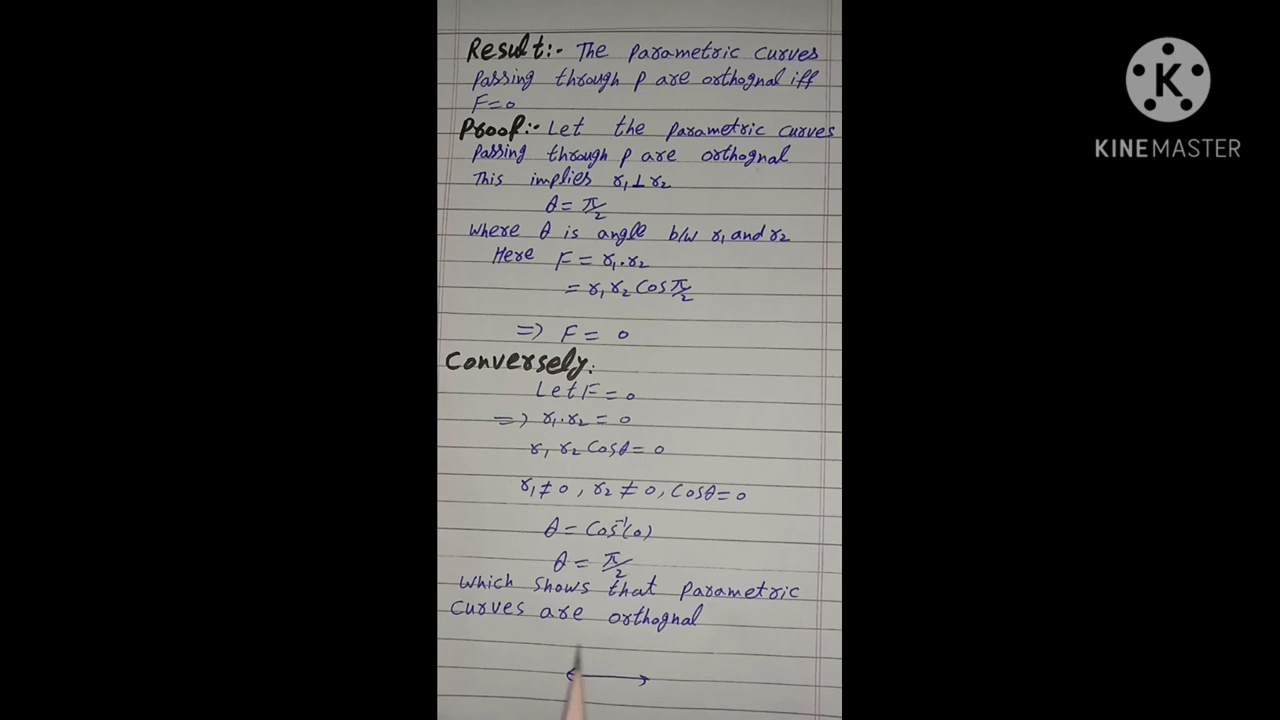 Result:- The parametric curves
passing through P are orthognal iff
F=0
Proof:- Let the parametric curves
passing through P are orthognal
This implies r₁⊥r₂
θ = π/2
where θ is angle b/w r₁ and r₂
Here F = r₁.r₂
= r₁ r₂ Cos π/2
=> F = 0
Conversely:
Let F = 0
=> r₁.r₂ = 0
r₁ r₂ Cosθ = 0
r₁ ≠ 0, r₂ ≠ 0, Cosθ = 0
θ = Cos⁻¹(0)
θ = π/2
which shows that parametric
curves are orthognal
K
KINEMASTER